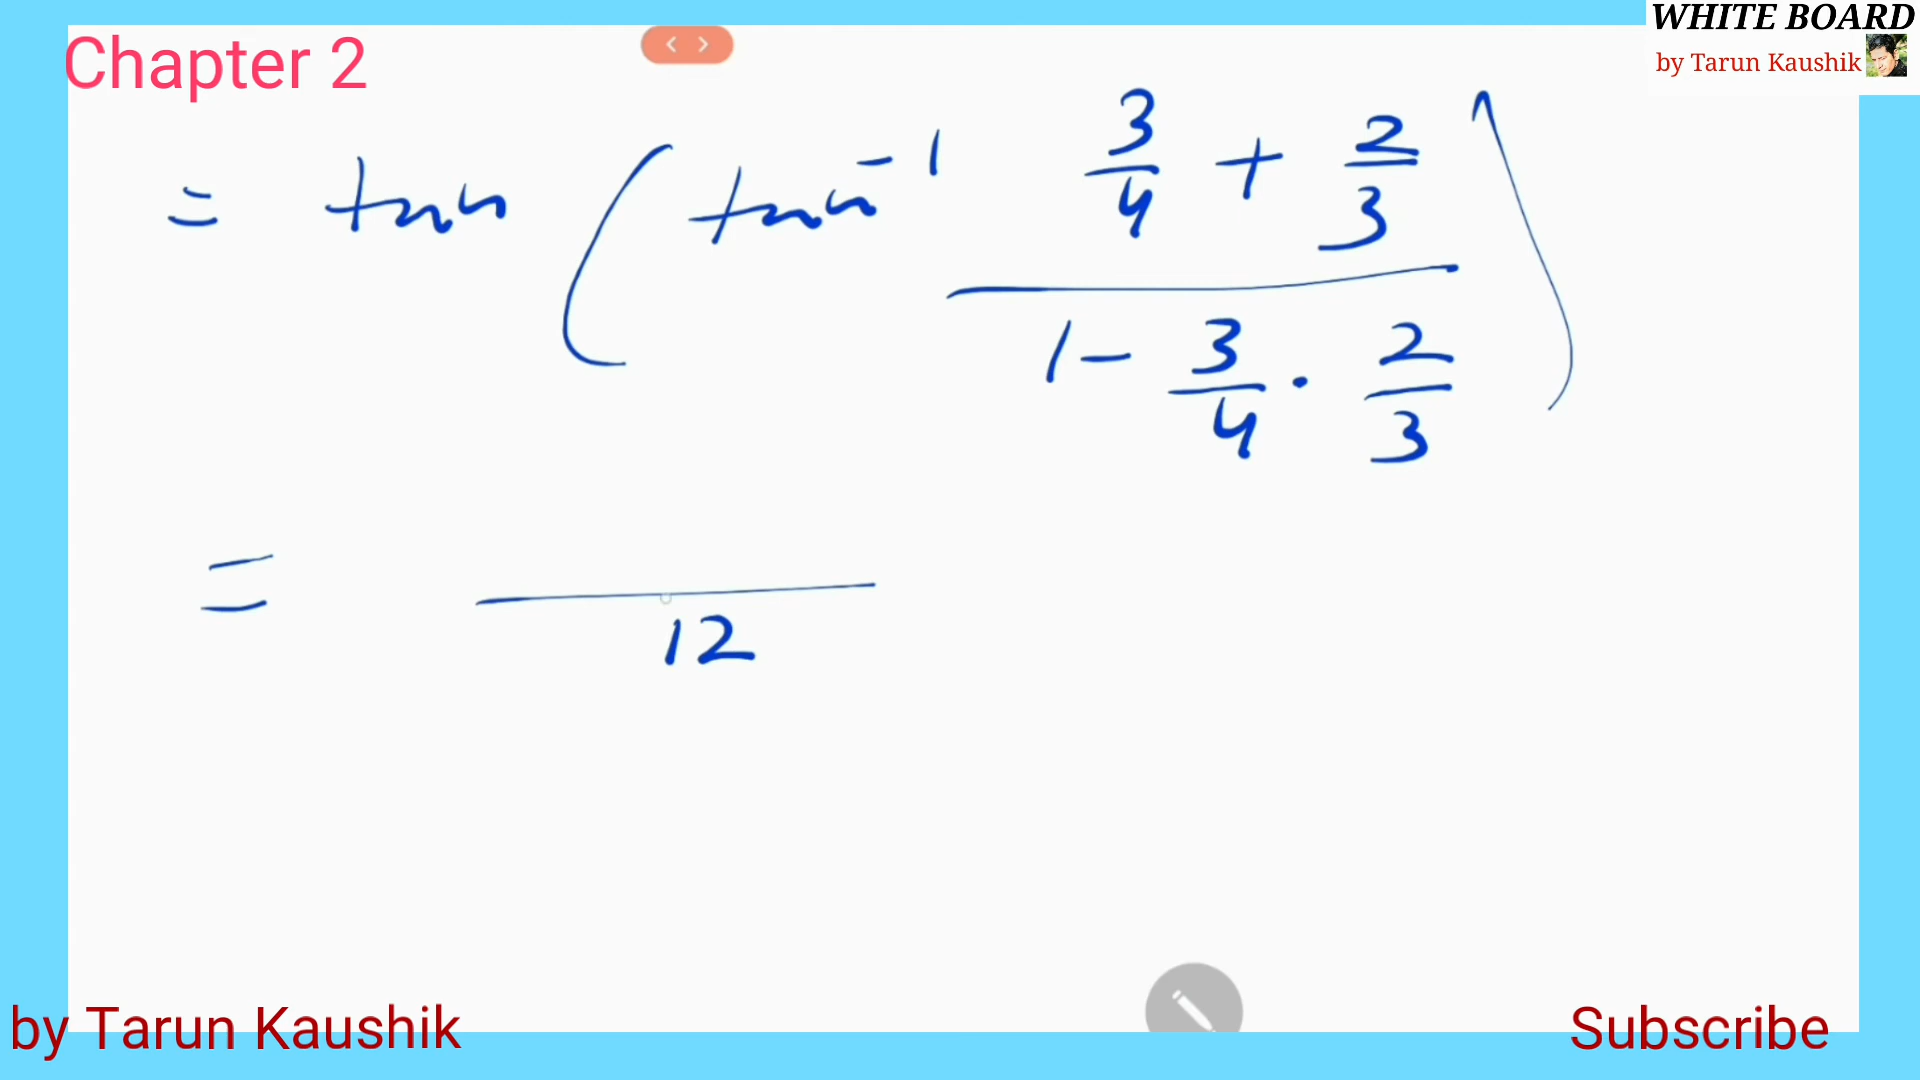 WHITE BOARD
by Tarun Kaushik
Chapter 2
= tan ( tan⁻¹ (3/4 + 2/3) / (1 - 3/4 · 2/3) )
= /12
by Tarun Kaushik
Subscribe